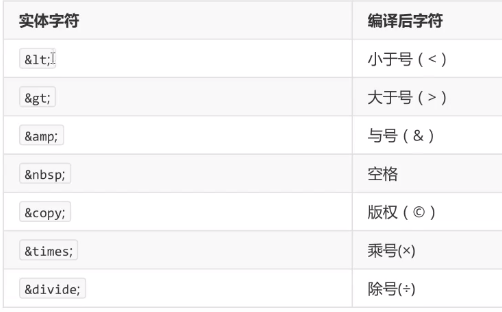 实体字符 编译后字符
&lt; 小于号（<）
&gt; 大于号（>）
&amp; 与号（&）
&nbsp; 空格
&copy; 版权（©）
&times; 乘号(×)
&divide; 除号(÷)